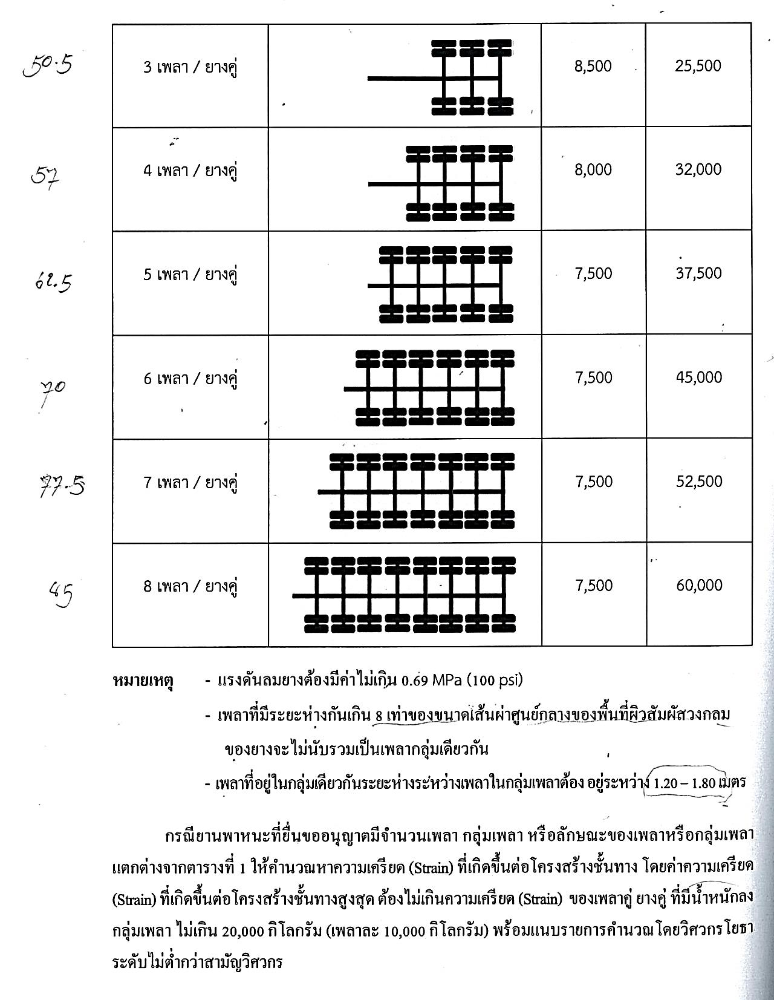 50.5 3 เพลา / ยางคู่ 8,500 25,500
57 4 เพลา / ยางคู่ 8,000 32,000
62.5 5 เพลา / ยางคู่ 7,500 37,500
70 6 เพลา / ยางคู่ 7,500 45,000
77.5 7 เพลา / ยางคู่ 7,500 52,500
8 เพลา / ยางคู่ 7,500 60,000
หมายเหตุ - แรงดันลมยางต้องมีค่าไม่เกิน 0.69 MPa (100 psi)
- เพลาที่มีระยะห่างกันเกิน 8 เท่าของขนาดเส้นผ่าศูนย์กลางของพื้นที่ผิวสัมผัสวงกลม
ของยางจะไม่นับรวมเป็นเพลากลุ่มเดียวกัน
- เพลาที่อยู่ในกลุ่มเดียวกันระยะห่างระหว่างเพลาในกลุ่มเพลาต้อง อยู่ระหว่าง 1.20 – 1.80 เมตร
กรณียานพาหนะที่ยื่นขออนุญาตมีจำนวนเพลา กลุ่มเพลา หรือลักษณะของเพลาหรือกลุ่มเพลา
แตกต่างจากตารางที่ 1 ให้คำนวณหาความเครียด (Strain) ที่เกิดขึ้นต่อโครงสร้างชั้นทาง โดยค่าความเครียด
(Strain) ที่เกิดขึ้นต่อโครงสร้างชั้นทางสูงสุด ต้องไม่เกินความเครียด (Strain) ของเพลาคู่ ยางคู่ ที่มีน้ำหนักลง
กลุ่มเพลา ไม่เกิน 20,000 กิโลกรัม (เพลาละ 10,000 กิโลกรัม) พร้อมแนบรายการคำนวณโดยวิศวกรโยธา
ระดับไม่ต่ำกว่าสามัญวิศวกร